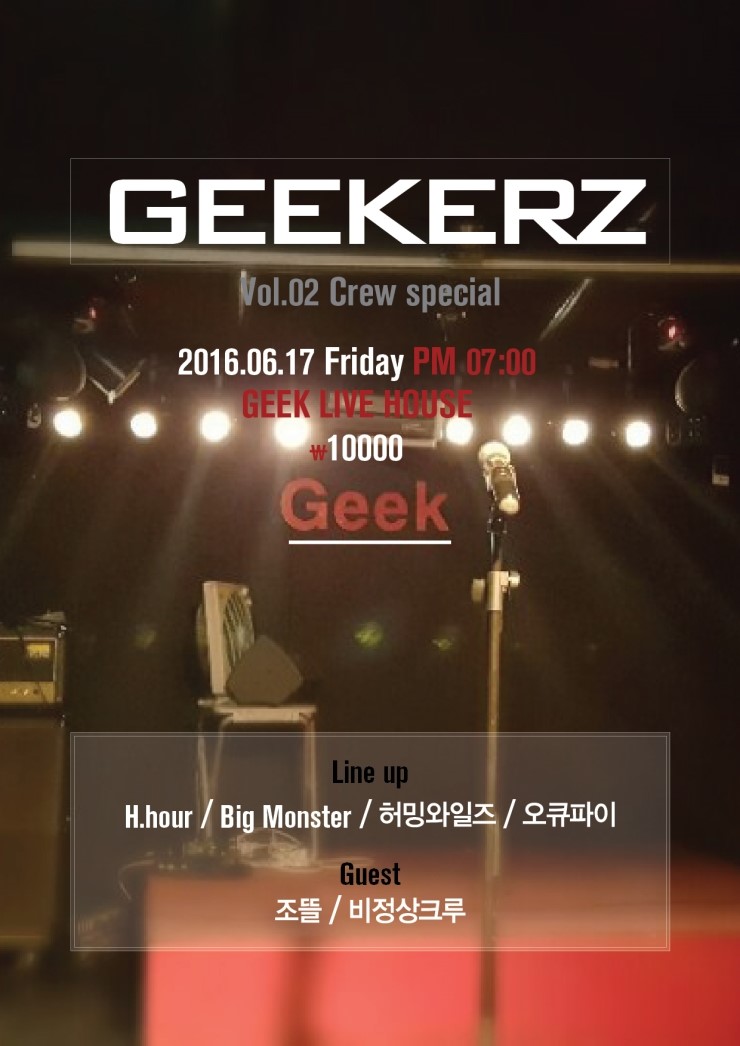 GEEKERZ
Vol.02 Crew special
2016.06.17 Friday PM 07:00
GEEK LIVE HOUSE
₩10000
Geek
Line up
H.hour / Big Monster / 허밍와일즈 / 오큐파이
Guest
조뜰 / 비정상크루